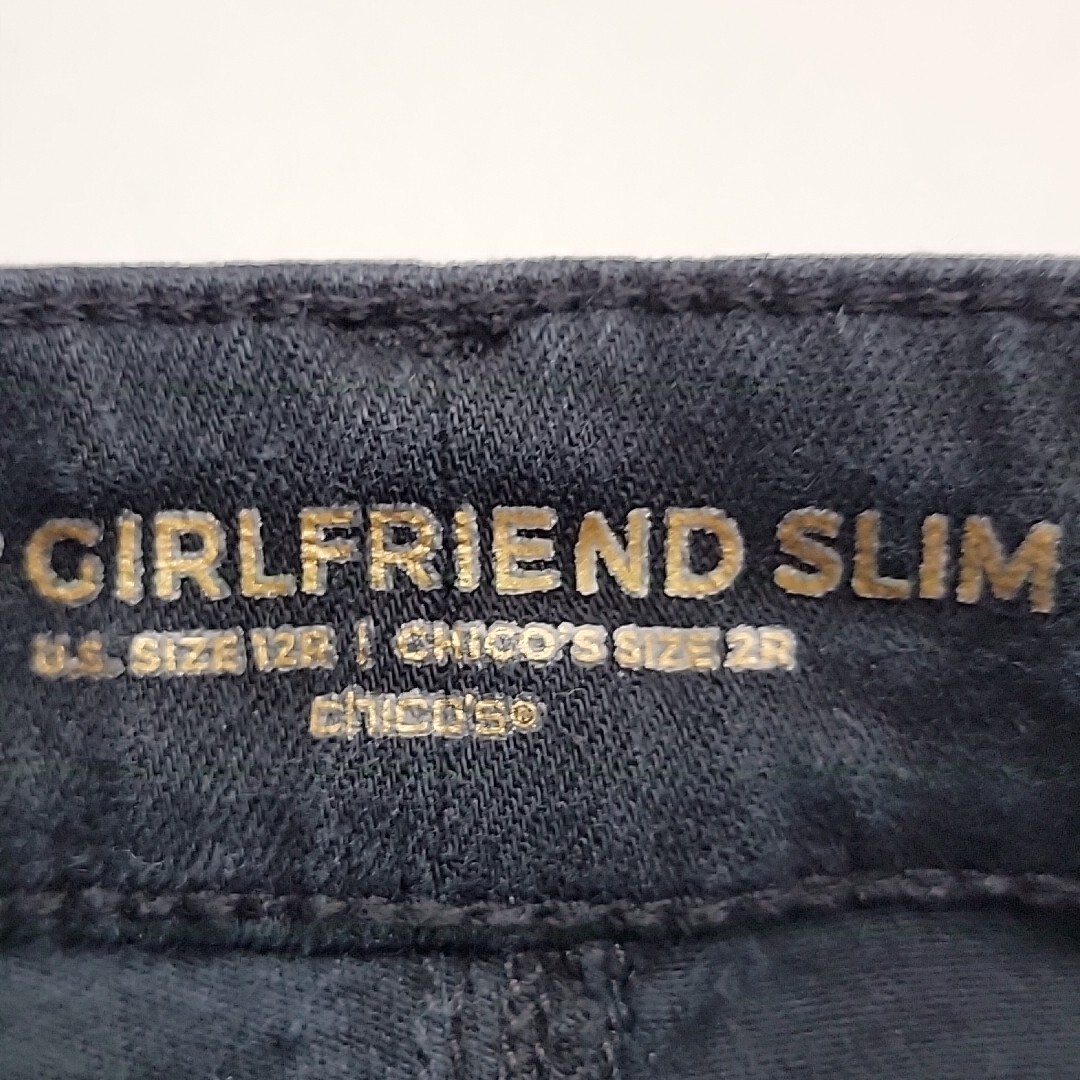 GIRLFRIEND SLIM
U.S. SIZE 12R | CHICO'S SIZE 2R
chico's®